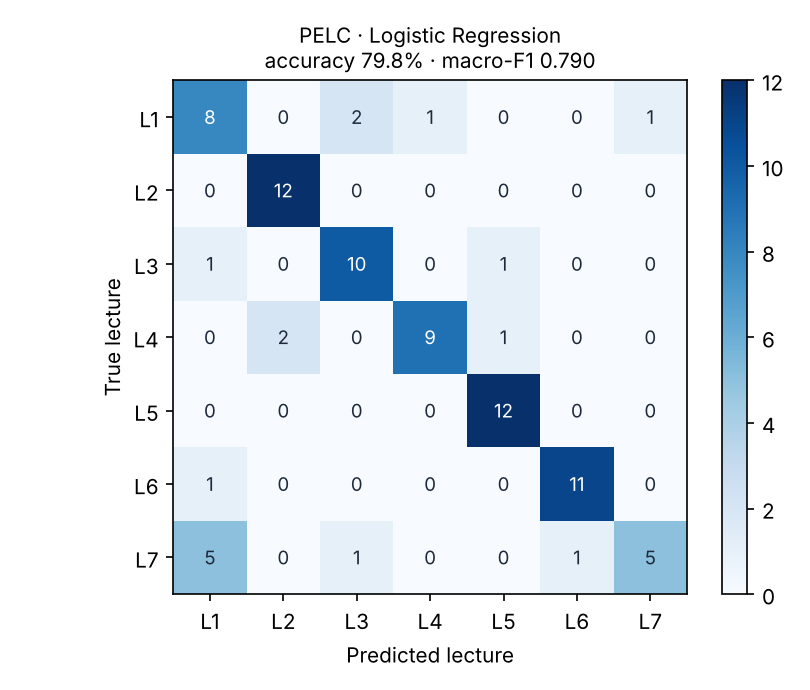 PELC · Logistic Regression
accuracy 79.8% · macro-F1 0.790
True lecture
L1 8 0 2 1 0 0 1
L2 0 12 0 0 0 0 0
L3 1 0 10 0 1 0 0
L4 0 2 0 9 1 0 0
L5 0 0 0 0 12 0 0
L6 1 0 0 0 0 11 0
L7 5 0 1 0 0 1 5
L1 L2 L3 L4 L5 L6 L7
Predicted lecture
12
10
8
6
4
2
0